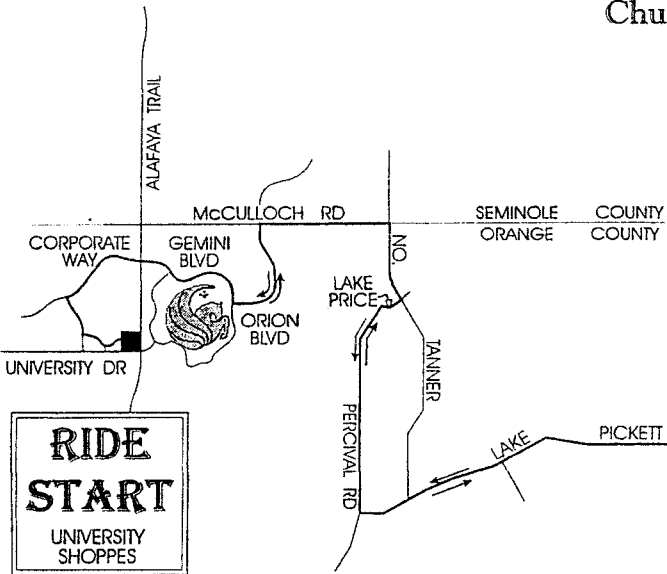 Chu
ALAFAYA TRAIL
McCULLOCH RD
SEMINOLE COUNTY
ORANGE COUNTY
CORPORATE WAY
GEMINI BLVD
NO. TANNER
LAKE PRICE
ORION BLVD
UNIVERSITY DR
PERCIVAL RD
LAKE PICKETT
RIDE
START
UNIVERSITY
SHOPPES